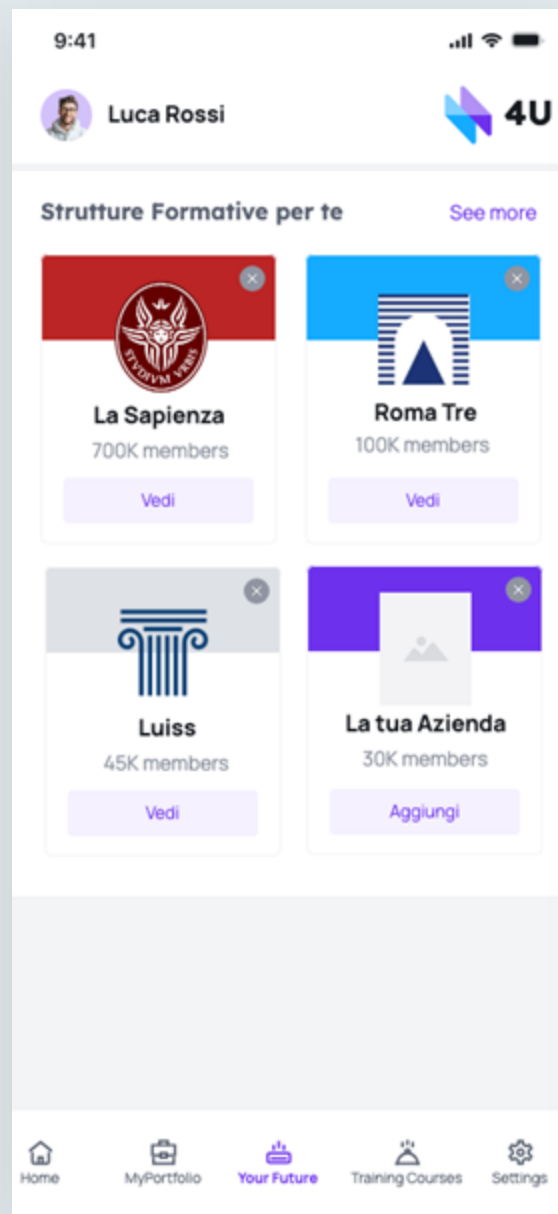 9:41
Luca Rossi
4U
Strutture Formative per te
See more
STVDIVM VRBIS
La Sapienza
700K members
Vedi
Roma Tre
100K members
Vedi
Luiss
45K members
Vedi
La tua Azienda
30K members
Aggiungi
Home
MyPortfolio
Your Future
Training Courses
Settings